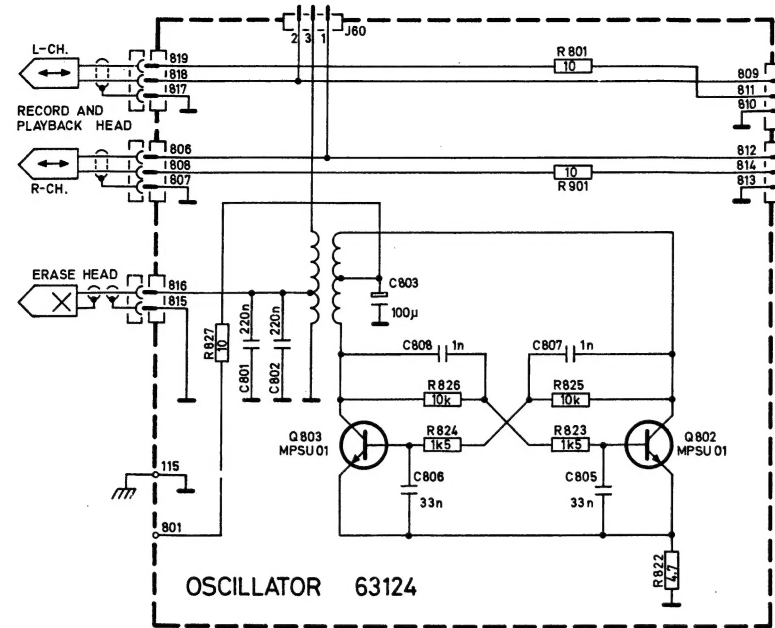 J60
2 3 1
L-CH.
819
818
817
R 801
10
809
811
810
RECORD AND
PLAYBACK HEAD
806
808
807
812
814
813
10
R 901
R-CH.
ERASE HEAD
816
815
C803
100µ
220n
220n
R827
10
C801
C802
C808
1n
C807
1n
R826
10k
R825
10k
R824
1k5
R823
1k5
Q803
MPSU 01
Q802
MPSU 01
C806
33n
C805
33n
115
801
R822
4.7
OSCILLATOR 63124